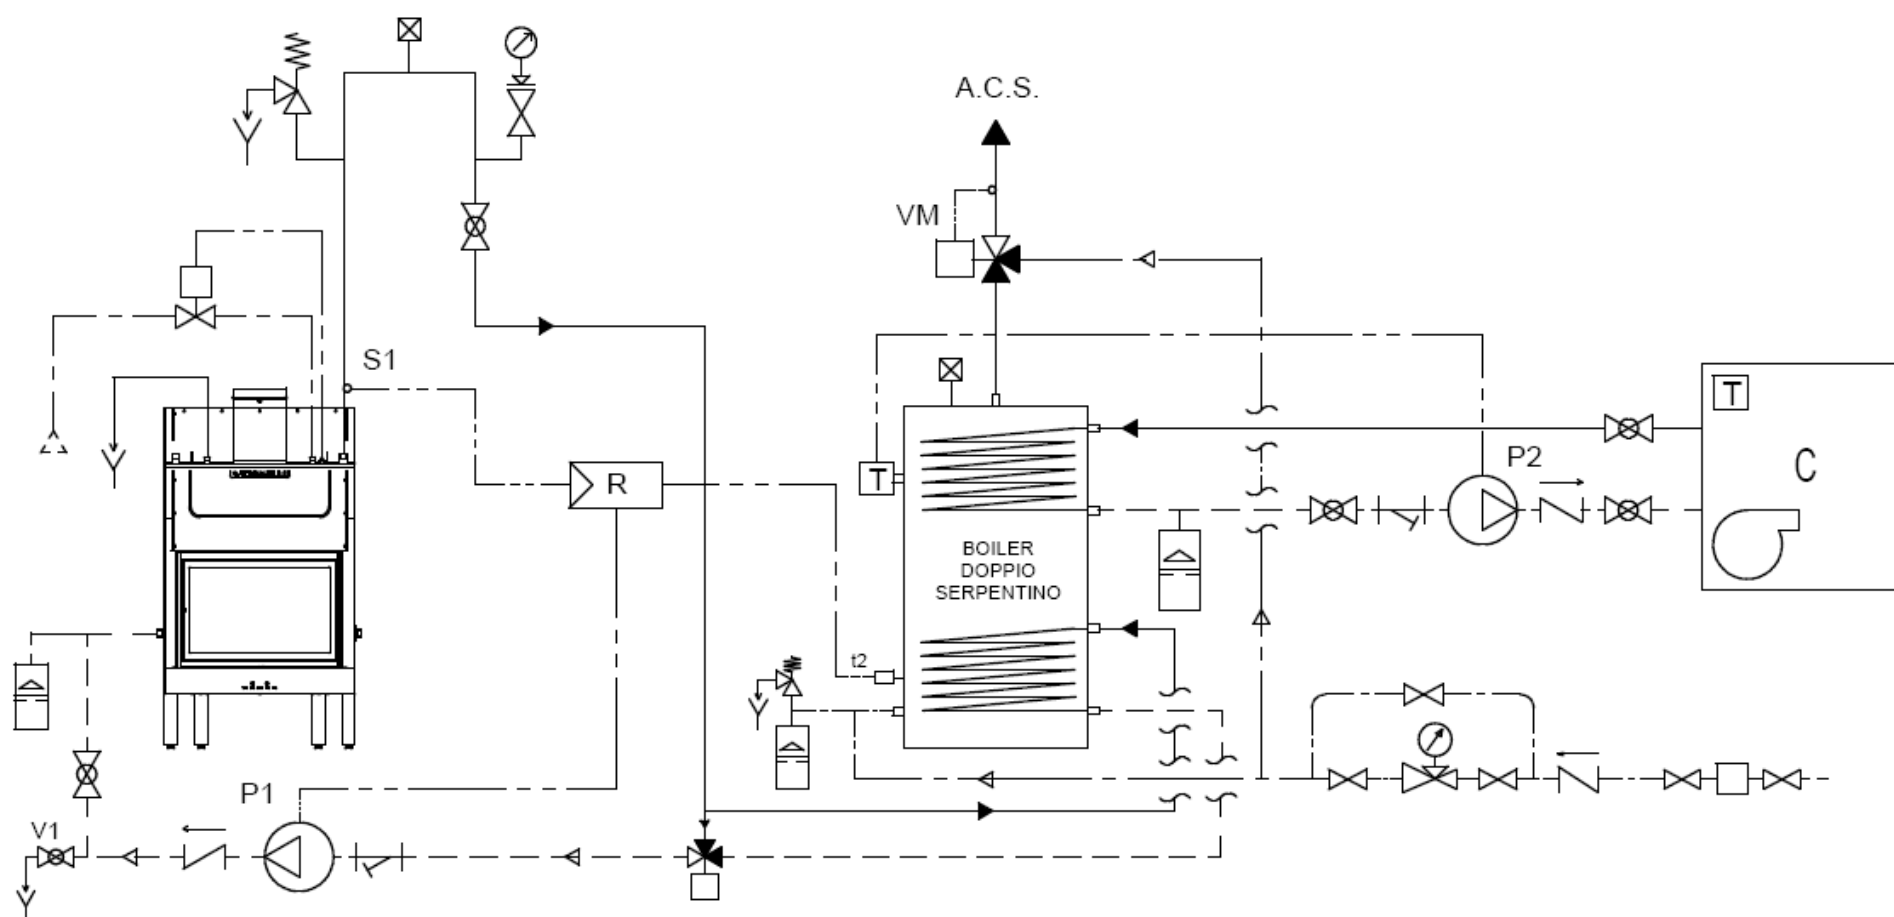 A.C.S.
VM
S1
T
P2
C
T
R
BOILER
DOPPIO
SERPENTINO
t2
P1
V1